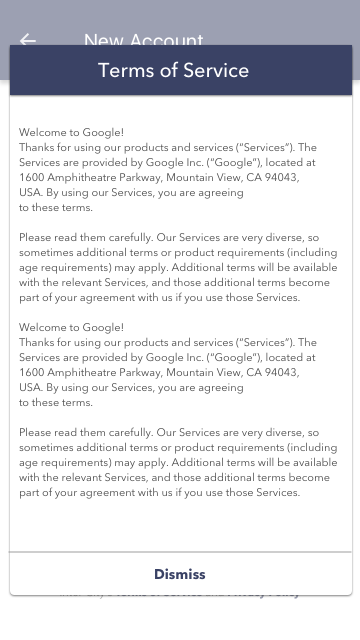 New Account
Terms of Service
Welcome to Google!
Thanks for using our products and services (“Services”). The
Services are provided by Google Inc. (“Google”), located at
1600 Amphitheatre Parkway, Mountain View, CA 94043,
USA. By using our Services, you are agreeing
to these terms.
Please read them carefully. Our Services are very diverse, so
sometimes additional terms or product requirements (including
age requirements) may apply. Additional terms will be available
with the relevant Services, and those additional terms become
part of your agreement with us if you use those Services.
Welcome to Google!
Thanks for using our products and services (“Services”). The
Services are provided by Google Inc. (“Google”), located at
1600 Amphitheatre Parkway, Mountain View, CA 94043,
USA. By using our Services, you are agreeing
to these terms.
Please read them carefully. Our Services are very diverse, so
sometimes additional terms or product requirements (including
age requirements) may apply. Additional terms will be available
with the relevant Services, and those additional terms become
part of your agreement with us if you use those Services.
Dismiss